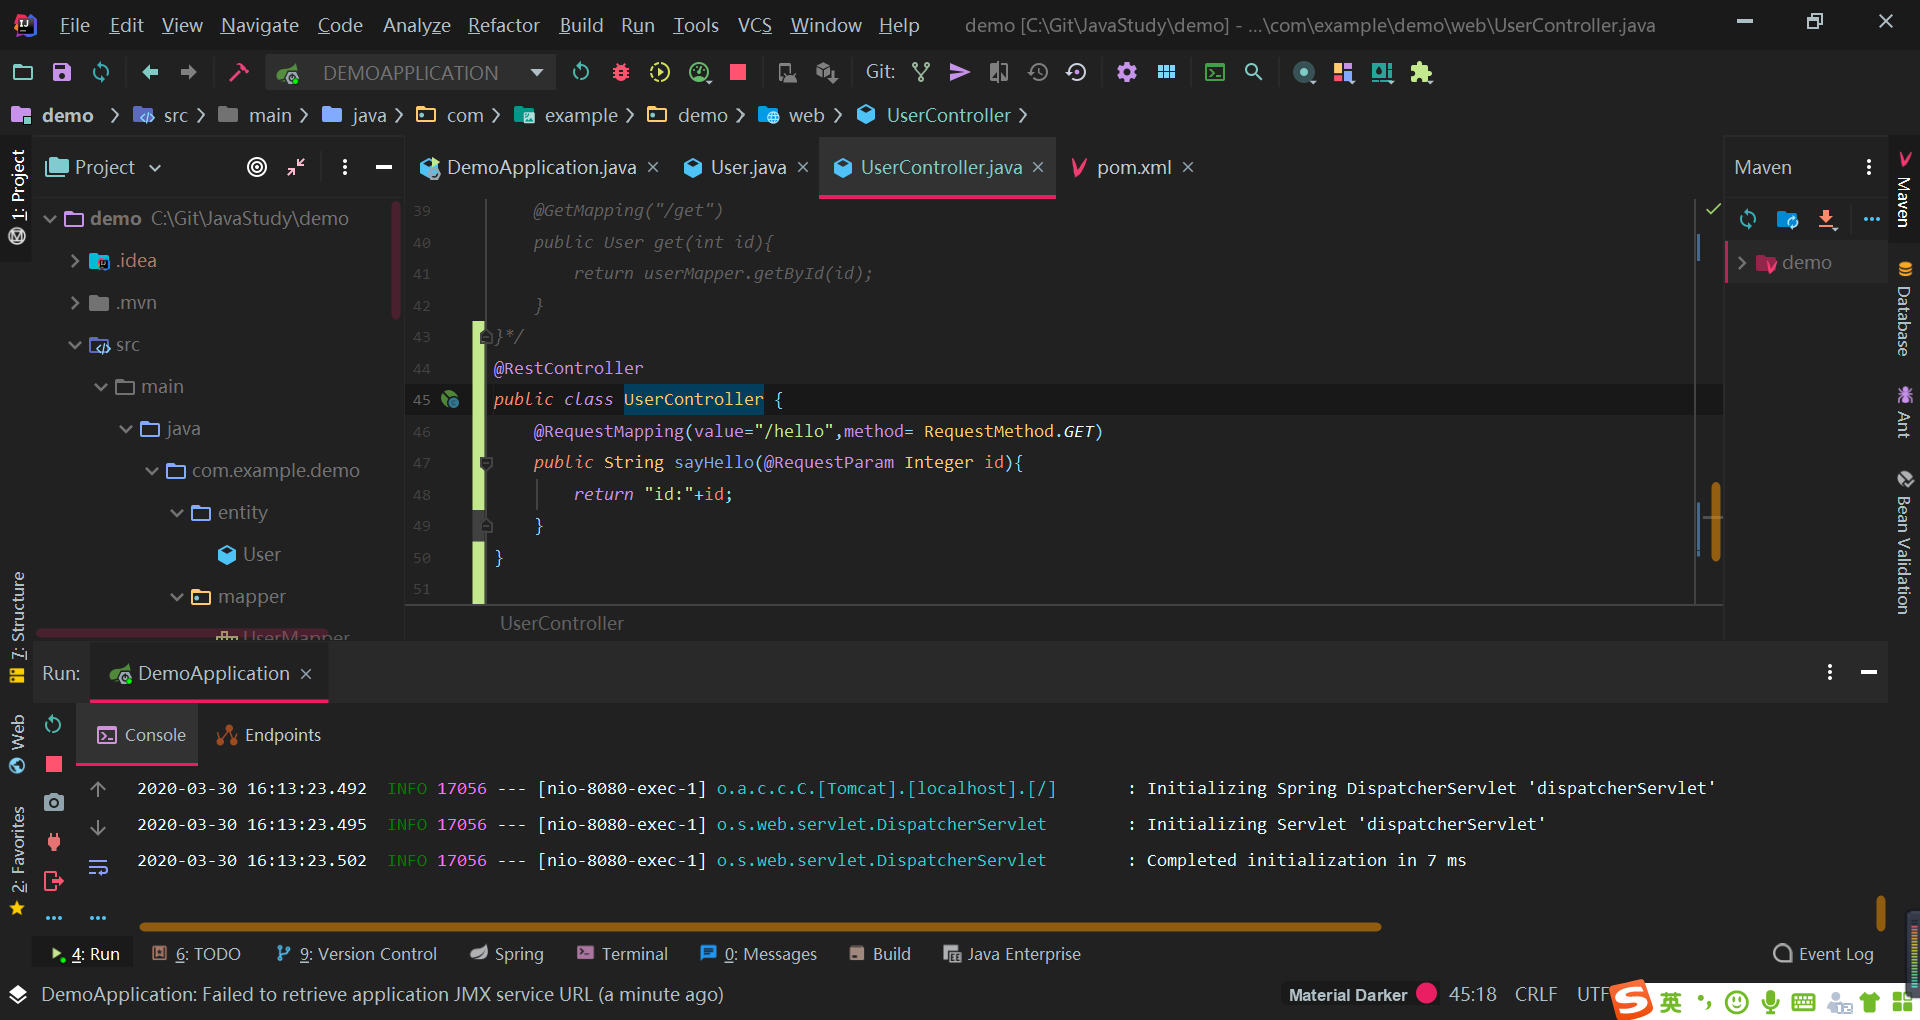 File Edit View Navigate Code Analyze Refactor Build Run Tools VCS Window Help demo [C:\Git\JavaStudy\demo] - ...\com\example\demo\web\UserController.java
DEMOAPPLICATION Git:
demo src main java com example demo web UserController
1: Project
7: Structure
Web
2: Favorites
Project
demo C:\Git\JavaStudy\demo
.idea
.mvn
src
main
java
com.example.demo
entity
User
mapper
UserMapper
DemoApplication.java User.java UserController.java pom.xml
39 @GetMapping("/get")
40 public User get(int id){
41 return userMapper.getById(id);
42 }
43 }*/
44 @RestController
45 public class UserController {
46 @RequestMapping(value="/hello",method= RequestMethod.GET)
47 public String sayHello(@RequestParam Integer id){
48 return "id:"+id;
49 }
50 }
51
UserController
Maven
demo
Maven
Database
Ant
Bean Validation
Run: DemoApplication
Console Endpoints
2020-03-30 16:13:23.492 INFO 17056 --- [nio-8080-exec-1] o.a.c.c.C.[Tomcat].[localhost].[/] : Initializing Spring DispatcherServlet 'dispatcherServlet'
2020-03-30 16:13:23.495 INFO 17056 --- [nio-8080-exec-1] o.s.web.servlet.DispatcherServlet : Initializing Servlet 'dispatcherServlet'
2020-03-30 16:13:23.502 INFO 17056 --- [nio-8080-exec-1] o.s.web.servlet.DispatcherServlet : Completed initialization in 7 ms
4: Run 6: TODO 9: Version Control Spring Terminal 0: Messages Build Java Enterprise Event Log
DemoApplication: Failed to retrieve application JMX service URL (a minute ago) Material Darker 45:18 CRLF UTF 英